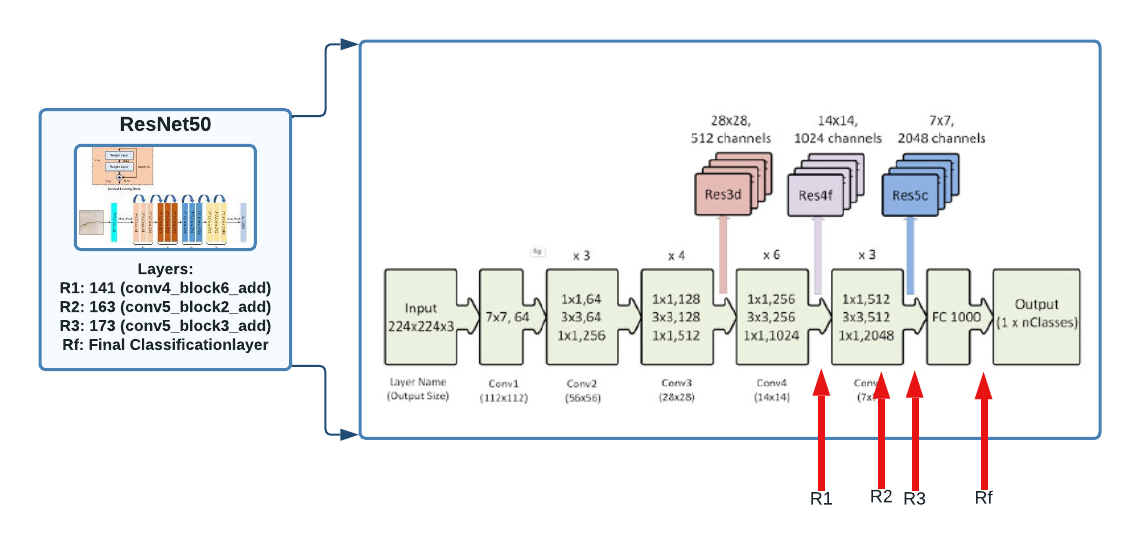 ResNet50
Layers:
R1: 141 (conv4_block6_add)
R2: 163 (conv5_block2_add)
R3: 173 (conv5_block3_add)
Rf: Final Classificationlayer
28x28,
512 channels
14x14,
1024 channels
7x7,
2048 channels
Res3d
Res4f
Res5c
x 3
x 4
x 6
x 3
Input
224x224x3
7x7, 64
1x1,64
3x3,64
1x1,256
1x1,128
3x3,128
1x1,512
1x1,256
3x3,256
1x1,1024
1x1,512
3x3,512
1x1,2048
FC 1000
Output
(1 x nClasses)
Layer Name
(Output Size)
Conv1
(112x112)
Conv2
(56x56)
Conv3
(28x28)
Conv4
(14x14)
Conv
(7x
R1
R2
R3
Rf